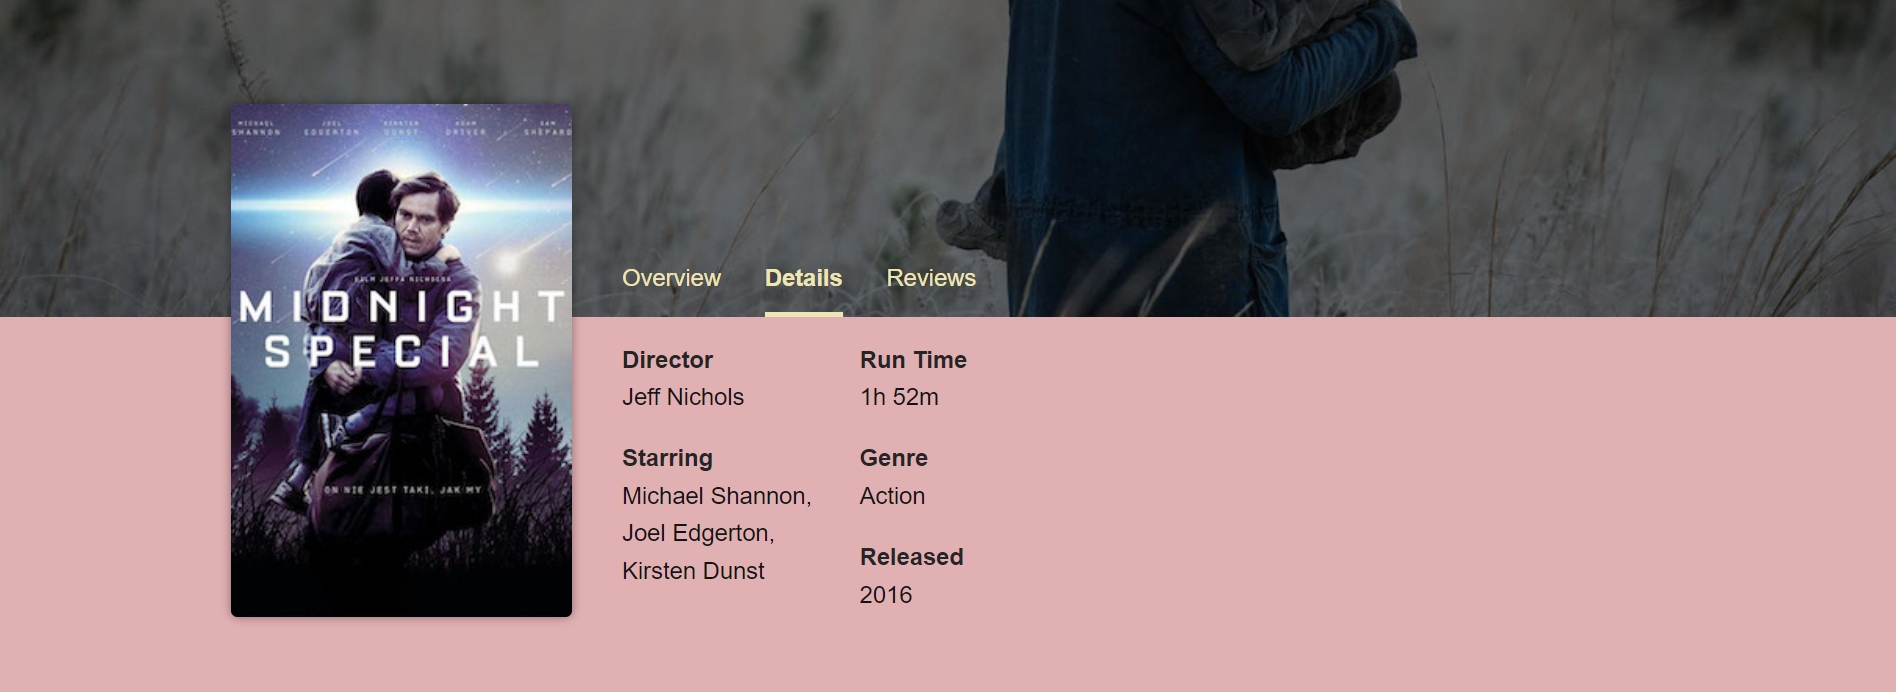 MICHAEL SHANNON JOEL EDGERTON KIRSTEN DUNST ADAM DRIVER SAM SHEPARD
FILM JEFFA NICHOLSA
MIDNIGHT
SPECIAL
ON NIE JEST TAKI, JAK MY
Overview Details Reviews
Director
Jeff Nichols
Starring
Michael Shannon,
Joel Edgerton,
Kirsten Dunst
Run Time
1h 52m
Genre
Action
Released
2016